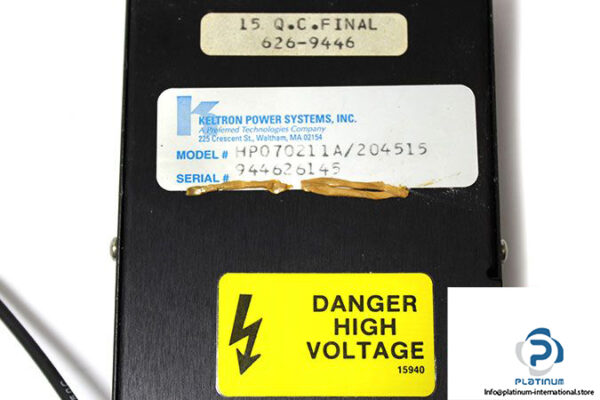 15 Q.C.FINAL
626-9446
K
KELTRON POWER SYSTEMS, INC.
A Preferred Technologies Company
225 Crescent St., Waltham, MA 02154
MODEL # HP070211A/204515
SERIAL # 944626145
DANGER
HIGH
VOLTAGE
15940
PLATINUM
Info@platinum-international.store